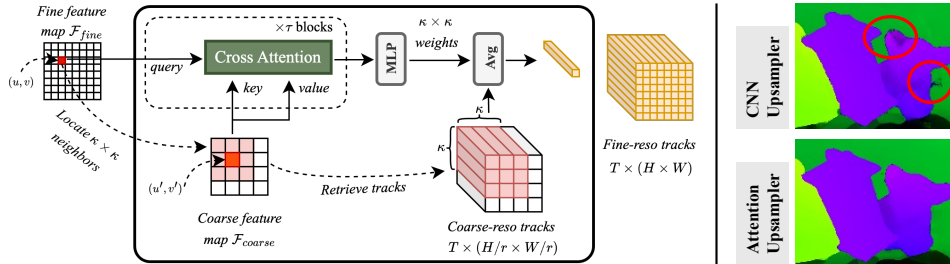 Fine feature
map $\mathcal{F}_{fine}$
(u, v)
Locate κ × κ
neighbors
×τ blocks
query
Cross Attention
key
value
MLP
κ × κ
weights
Avg
κ
κ
(u′, v′)
Retrieve tracks
Coarse feature
map $\mathcal{F}_{coarse}$
Coarse-reso tracks
T × (H/r × W/r)
Fine-reso tracks
T × (H × W)
CNN
Upsampler
Attention
Upsampler